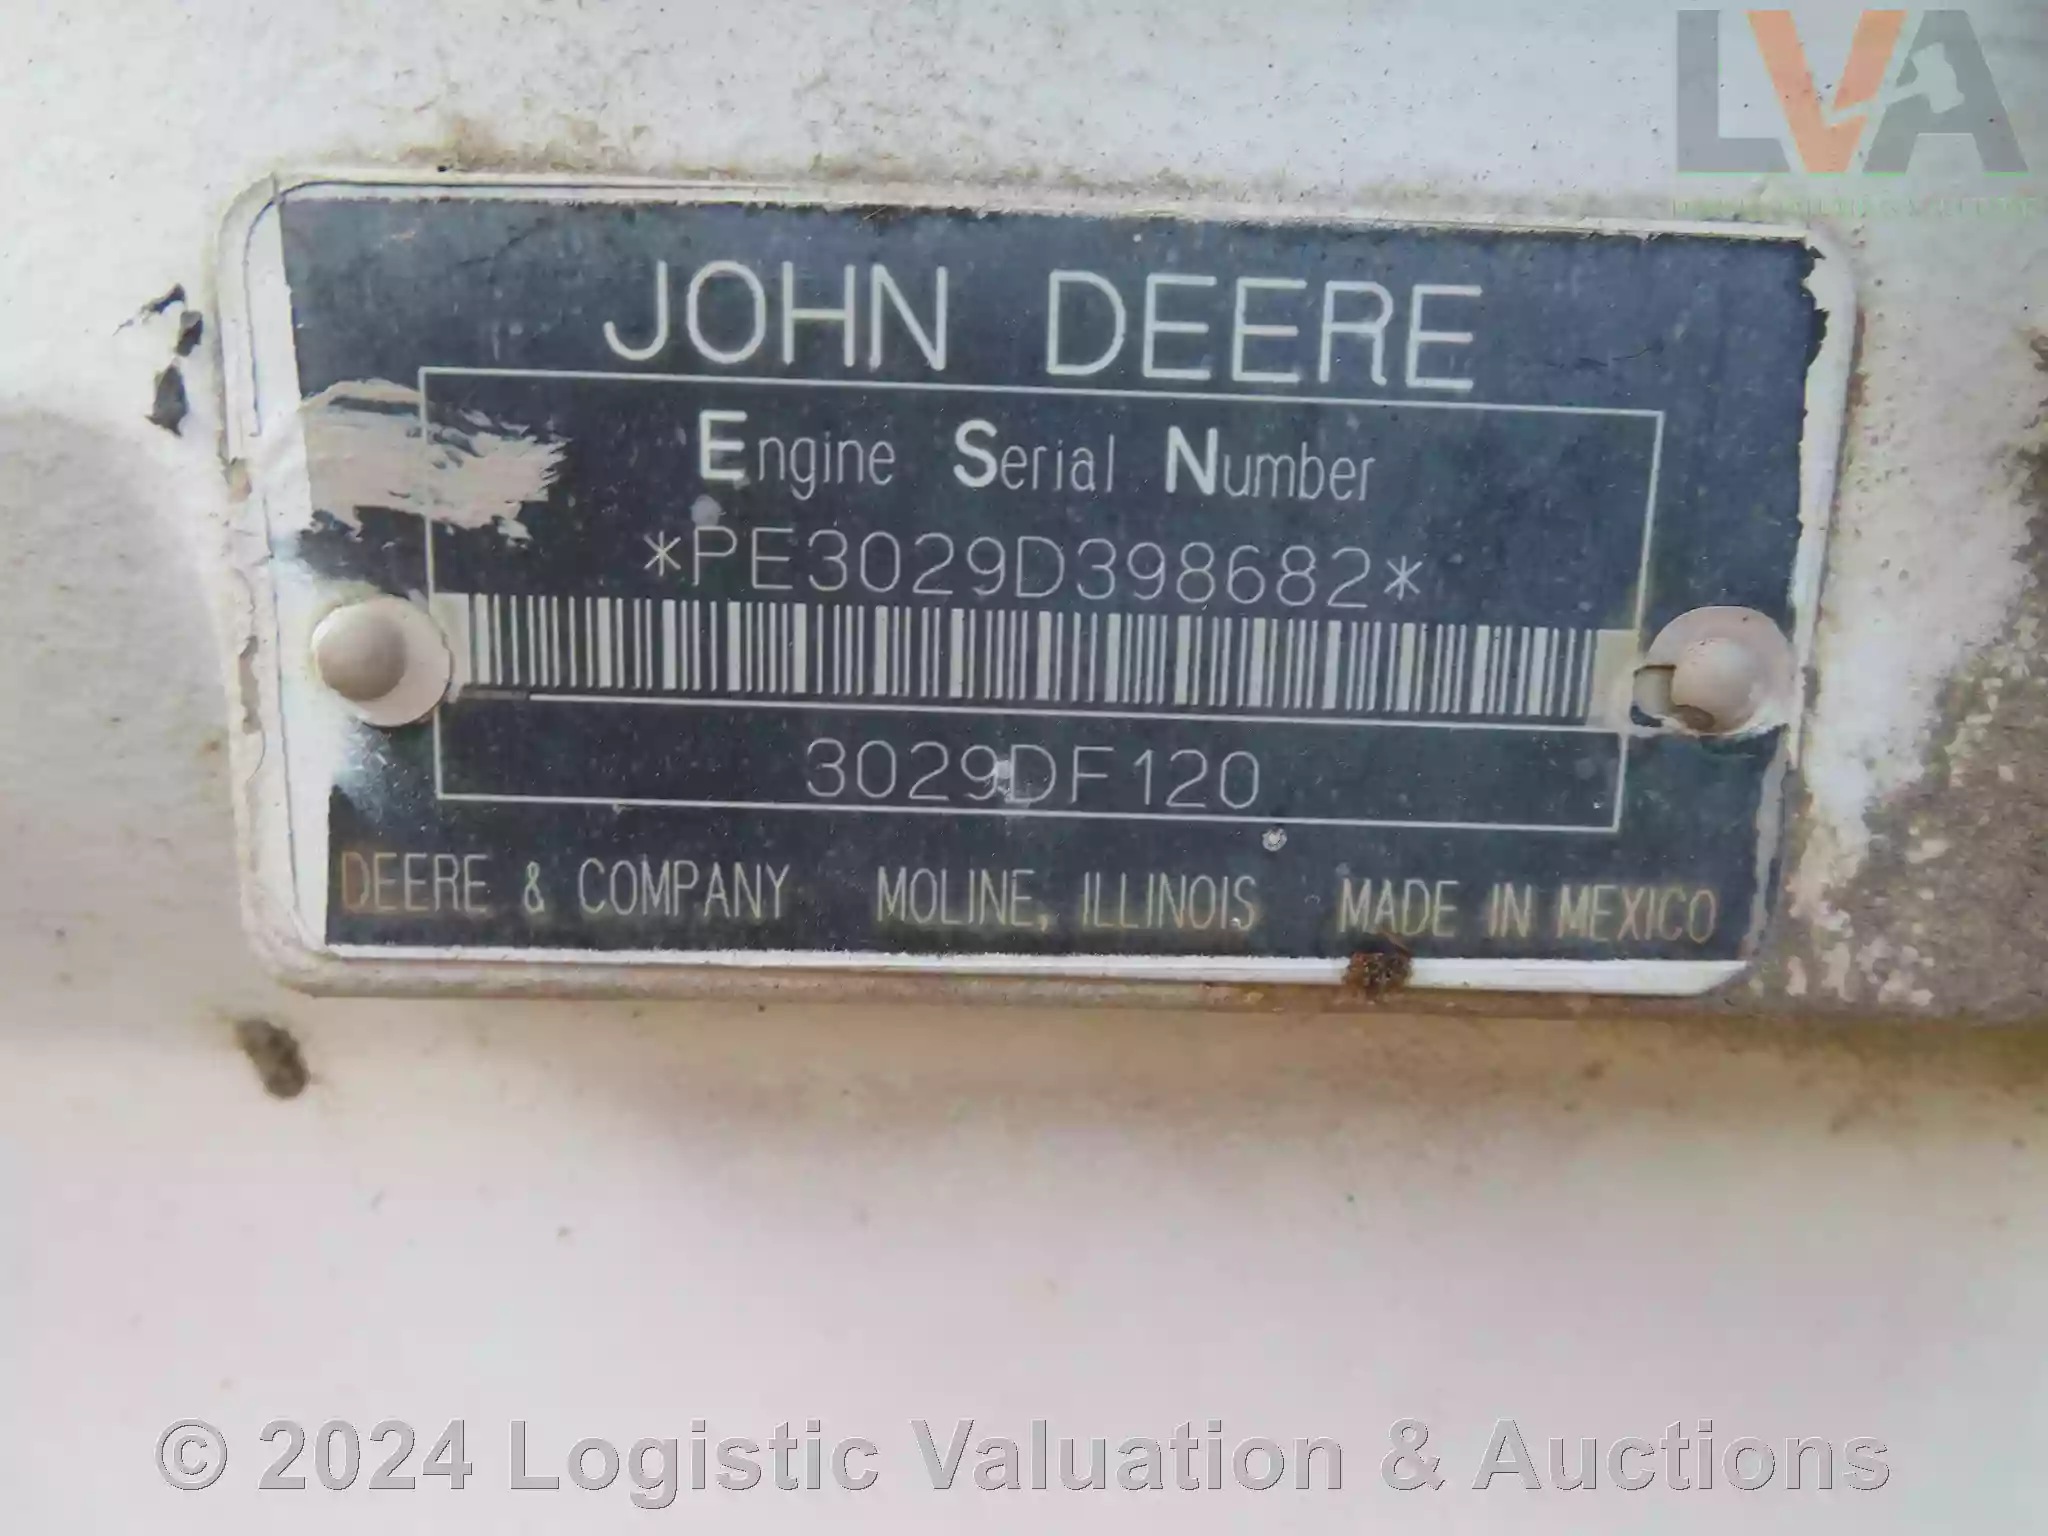 LVA
JOHN DEERE
Engine Serial Number
*PE3029D398682*
3029DF120
DEERE & COMPANY MOLINE, ILLINOIS MADE IN MEXICO
© 2024 Logistic Valuation & Auctions